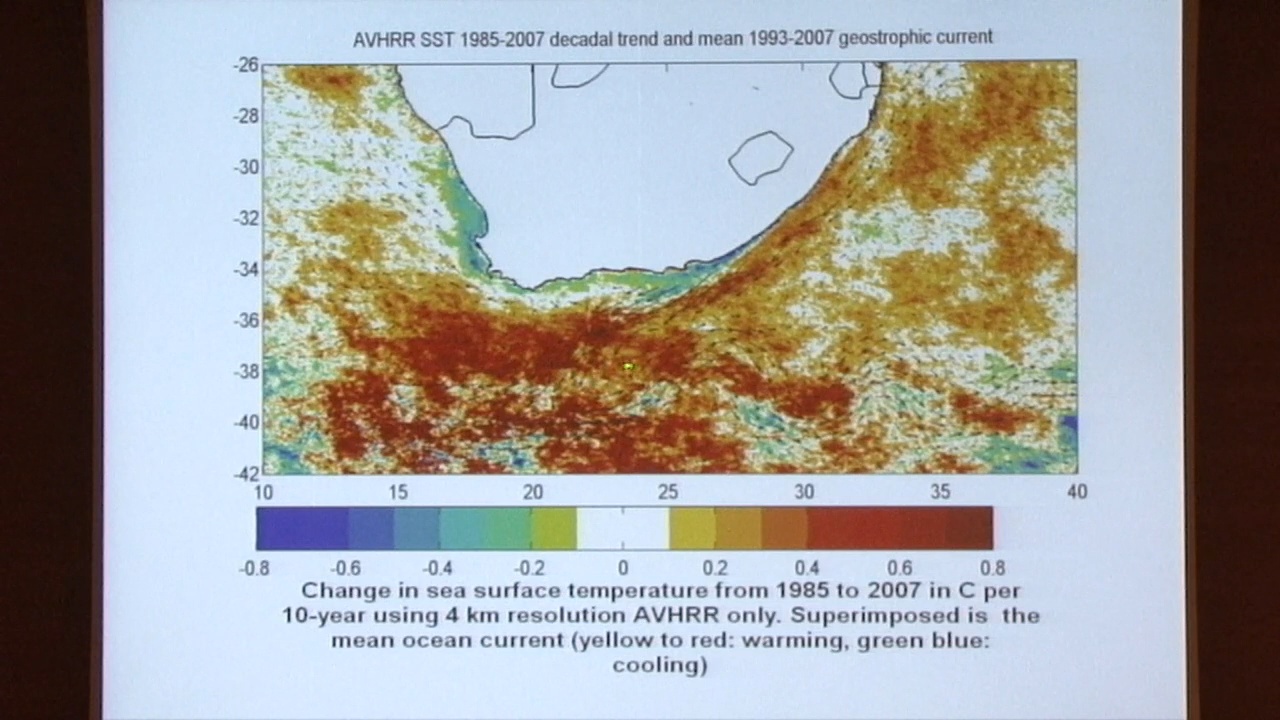 AVHRR SST 1985-2007 decadal trend and mean 1993-2007 geostrophic current
-26
-28
-30
-32
-34
-36
-38
-40
-42
10 15 20 25 30 35 40
-0.8 -0.6 -0.4 -0.2 0 0.2 0.4 0.6 0.8
Change in sea surface temperature from 1985 to 2007 in C per
10-year using 4 km resolution AVHRR only. Superimposed is the
mean ocean current (yellow to red: warming, green blue:
cooling)